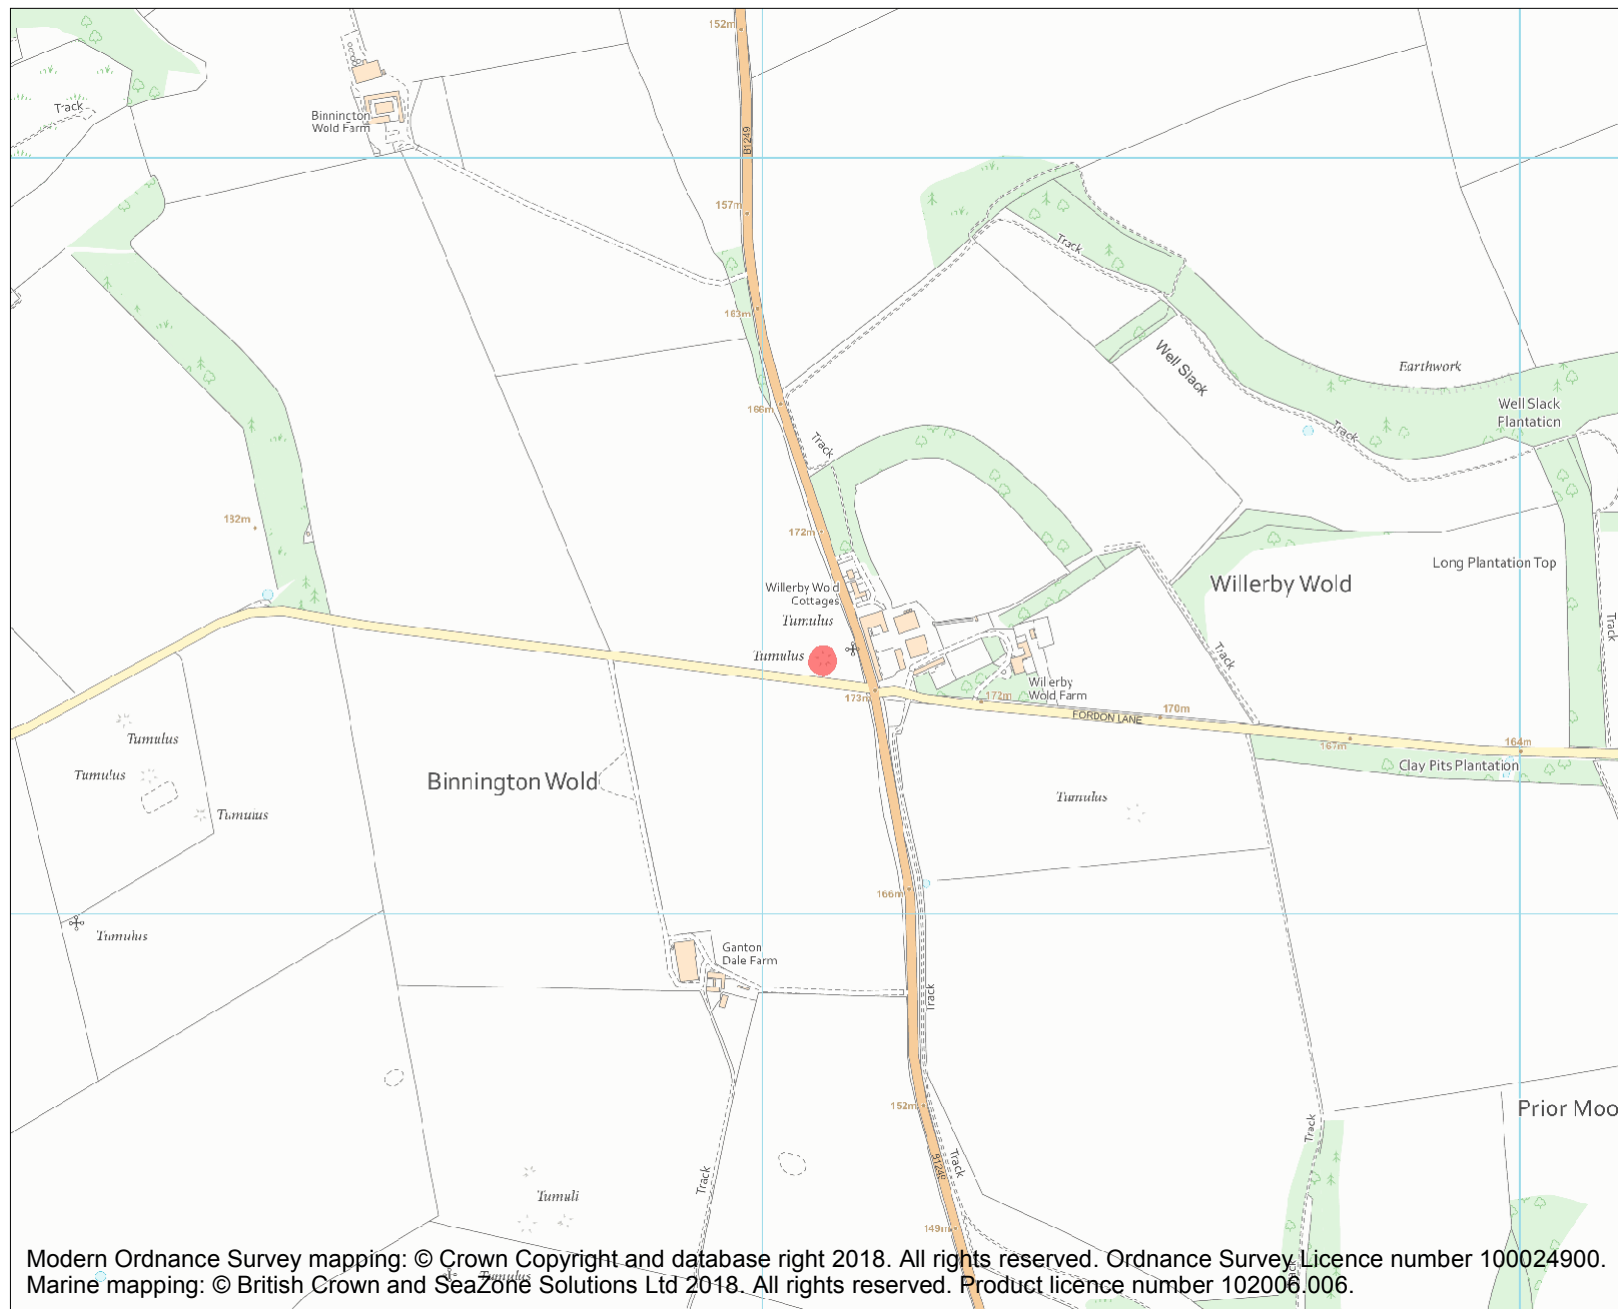 152m
Track
Binnington
Wold Farm
B1249
157m
Track
163m
Well Slack
Earthwork
166m
Well Slack
Plantation
Track
Track
182m
172m
Long Plantation Top
Willerby Wold
Willerby Wold
Cottages
Tumulus
Track
Tumulus
Track
Willerby
Wold Farm
173m
172m
170m
FORDON LANE
Tumulus
167m
164m
Tumulus
Clay Pits Plantation
Binnington Wold
Tumulus
Tumulus
166m
Tumulus
Ganton
Dale Farm
Track
152m
Prior Moo
Track
Track
B1249
Track
Tumuli
149m
Modern Ordnance Survey mapping: © Crown Copyright and database right 2018. All rights reserved. Ordnance Survey Licence number 100024900.
Tumulus
Marine mapping: © British Crown and SeaZone Solutions Ltd 2018. All rights reserved. Product licence number 102006.006.